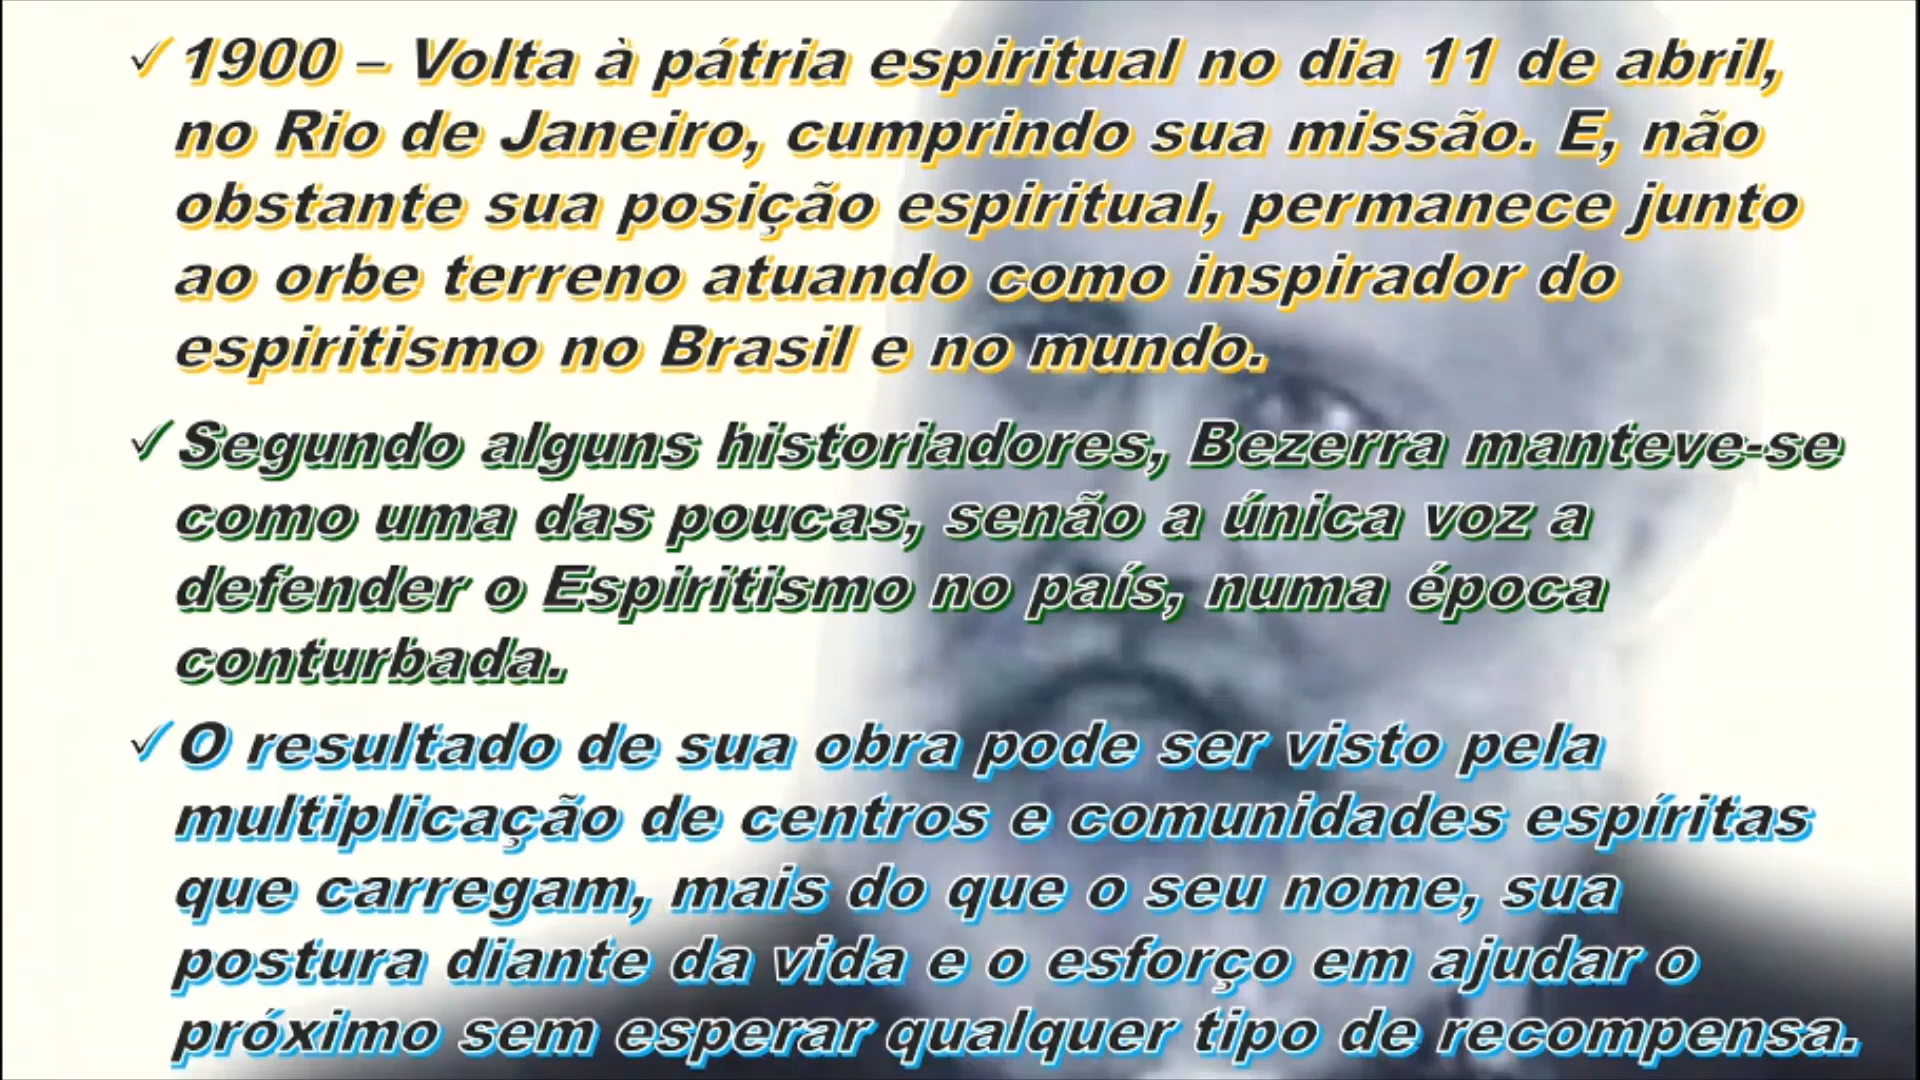 ✓ 1900 – Volta à pátria espiritual no dia 11 de abril,
no Rio de Janeiro, cumprindo sua missão. E, não
obstante sua posição espiritual, permanece junto
ao orbe terreno atuando como inspirador do
espiritismo no Brasil e no mundo.
✓ Segundo alguns historiadores, Bezerra manteve-se
como uma das poucas, senão a única voz a
defender o Espiritismo no país, numa época
conturbada.
✓ O resultado de sua obra pode ser visto pela
multiplicação de centros e comunidades espíritas
que carregam, mais do que o seu nome, sua
postura diante da vida e o esforço em ajudar o
próximo sem esperar qualquer tipo de recompensa.